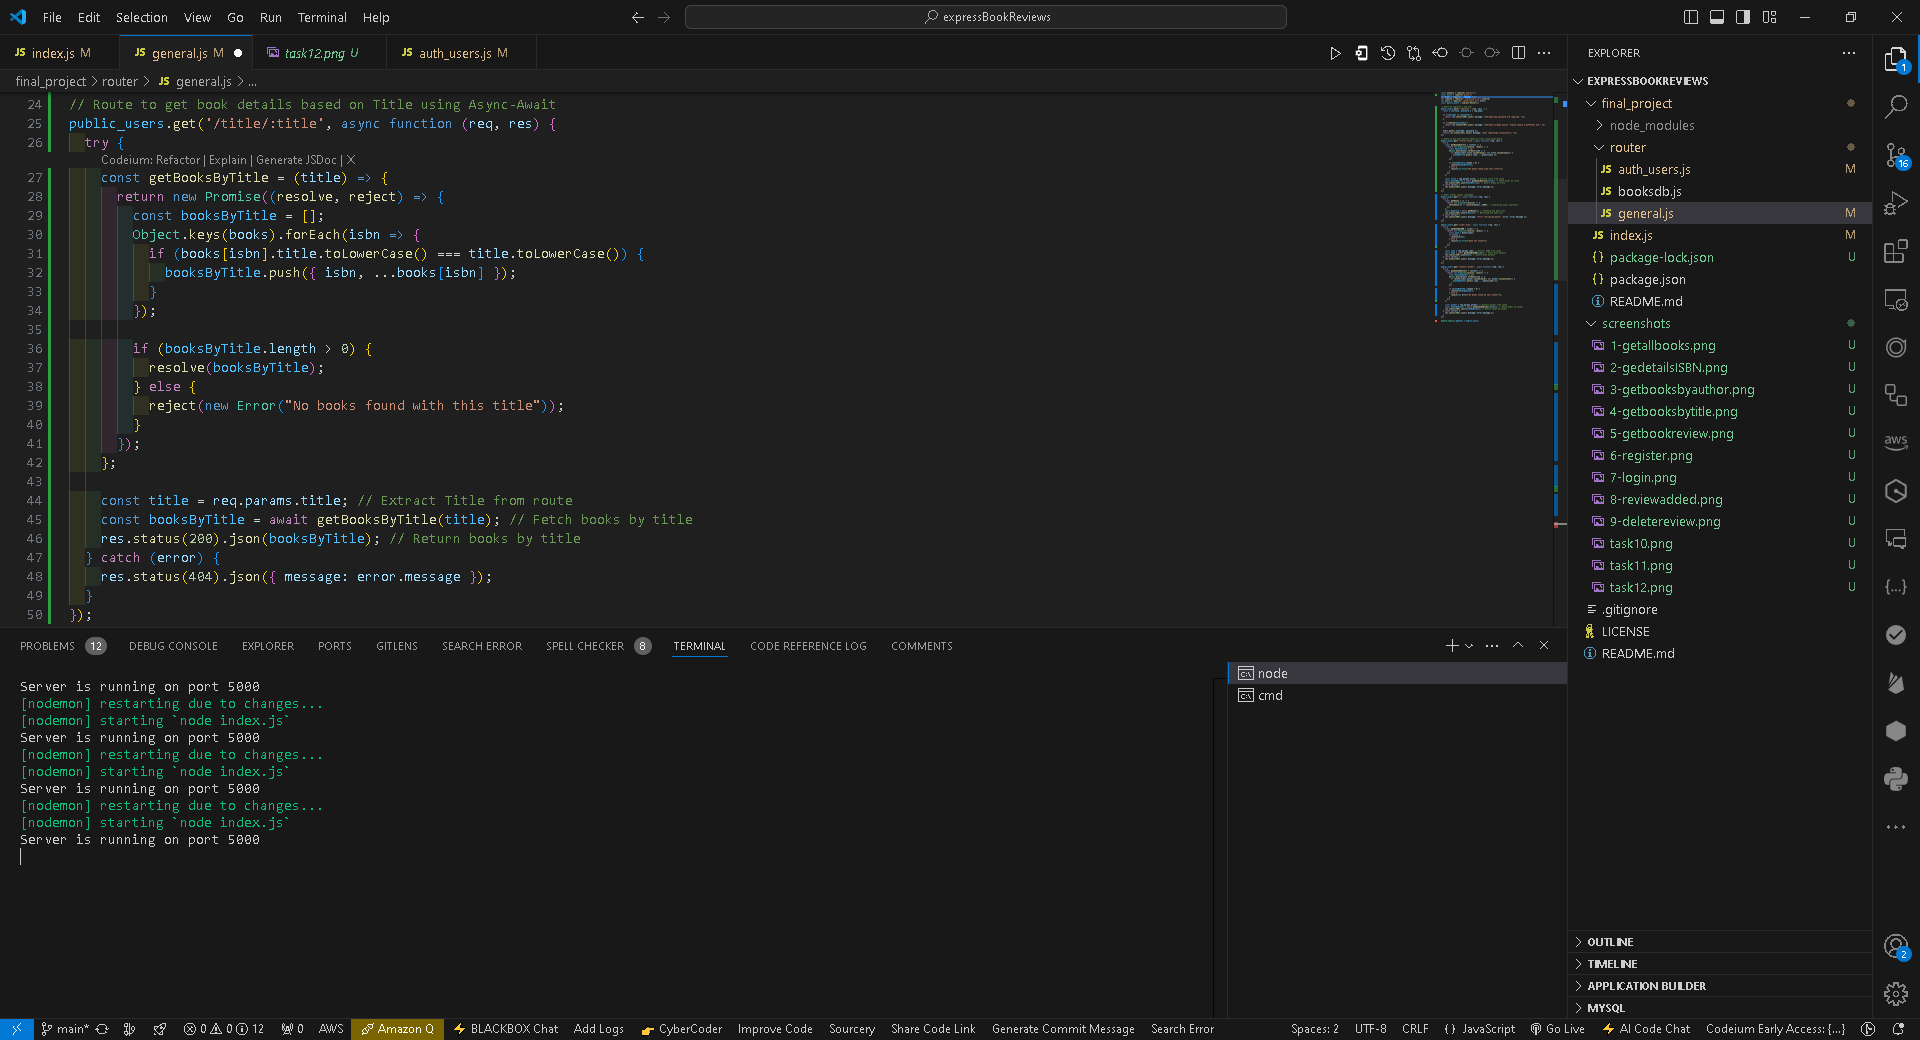 File Edit Selection View Go Run Terminal Help
expressBookReviews
JS index.js M
JS general.js M
task12.png U
JS auth_users.js M
final_project > router > JS general.js > ...
24 // Route to get book details based on Title using Async-Await
25 public_users.get('/title/:title', async function (req, res) {
26 try {
Codeium: Refactor | Explain | Generate JSDoc | X
27 const getBooksByTitle = (title) => {
28 return new Promise((resolve, reject) => {
29 const booksByTitle = [];
30 Object.keys(books).forEach(isbn => {
31 if (books[isbn].title.toLowerCase() === title.toLowerCase()) {
32 booksByTitle.push({ isbn, ...books[isbn] });
33 }
34 });
35
36 if (booksByTitle.length > 0) {
37 resolve(booksByTitle);
38 } else {
39 reject(new Error("No books found with this title"));
40 }
41 });
42 };
43
44 const title = req.params.title; // Extract Title from route
45 const booksByTitle = await getBooksByTitle(title); // Fetch books by title
46 res.status(200).json(booksByTitle); // Return books by title
47 } catch (error) {
48 res.status(404).json({ message: error.message });
49 }
50 });
PROBLEMS 12 DEBUG CONSOLE EXPLORER PORTS GITLENS SEARCH ERROR SPELL CHECKER 8 TERMINAL CODE REFERENCE LOG COMMENTS
Server is running on port 5000
[nodemon] restarting due to changes...
[nodemon] starting `node index.js`
Server is running on port 5000
[nodemon] restarting due to changes...
[nodemon] starting `node index.js`
Server is running on port 5000
[nodemon] restarting due to changes...
[nodemon] starting `node index.js`
Server is running on port 5000
node
cmd
EXPLORER
EXPRESSBOOKREVIEWS
final_project
node_modules
router
JS auth_users.js M
JS booksdb.js
JS general.js M
JS index.js M
{} package-lock.json U
{} package.json
README.md
screenshots
1-getallbooks.png U
2-gedetailsISBN.png U
3-getbooksbyauthor.png U
4-getbooksbytitle.png U
5-getbookreview.png U
6-register.png U
7-login.png U
8-reviewadded.png U
9-deletereview.png U
task10.png U
task11.png U
task12.png U
.gitignore
LICENSE
README.md
OUTLINE
TIMELINE
APPLICATION BUILDER
MYSQL
1
16
aws
2
main* 0 0 12 0 AWS Amazon Q BLACKBOX Chat Add Logs CyberCoder Improve Code Sourcery Share Code Link Generate Commit Message Search Error Spaces: 2 UTF-8 CRLF {} JavaScript Go Live AI Code Chat Codeium Early Access: {...}